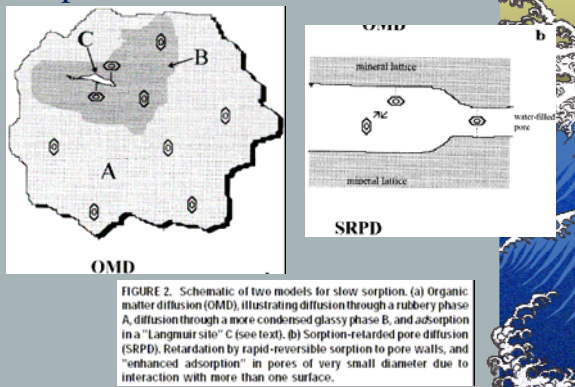 C
B
A
OMD
OMD
b
mineral lattice
water-filled
pore
mineral lattice
SRPD
FIGURE 2. Schematic of two models for slow sorption. (a) Organic
matter diffusion (OMD), illustrating diffusion through a rubbery phase
A, diffusion through a more condensed glassy phase B, and adsorption
in a "Langmuir site" C (see text). (b) Sorption-retarded pore diffusion
(SRPD). Retardation by rapid-reversible sorption to pore walls, and
"enhanced adsorption" in pores of very small diameter due to
interaction with more than one surface.